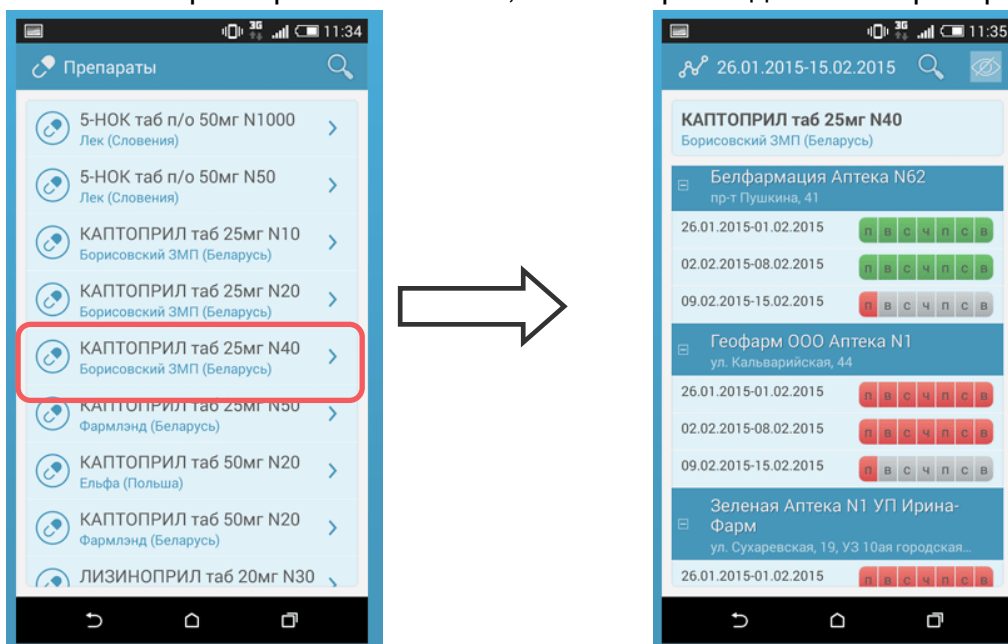 3G 11:34
Препараты
5-НОК таб п/о 50мг N1000
Лек (Словения)
5-НОК таб п/о 50мг N50
Лек (Словения)
КАПТОПРИЛ таб 25мг N10
Борисовский ЗМП (Беларусь)
КАПТОПРИЛ таб 25мг N20
Борисовский ЗМП (Беларусь)
КАПТОПРИЛ таб 25мг N40
Борисовский ЗМП (Беларусь)
КАПТОПРИЛ таб 25мг N50
Фармлэнд (Беларусь)
КАПТОПРИЛ таб 50мг N20
Ельфа (Польша)
КАПТОПРИЛ таб 50мг N20
Фармлэнд (Беларусь)
ЛИЗИНОПРИЛ таб 20мг N30
3G 11:35
26.01.2015-15.02.2015
КАПТОПРИЛ таб 25мг N40
Борисовский ЗМП (Беларусь)
Белфармация Аптека N62
пр-т Пушкина, 41
26.01.2015-01.02.2015 п в с ч п с в
02.02.2015-08.02.2015 п в с ч п с в
09.02.2015-15.02.2015 п в с ч п с в
Геофарм ООО Аптека N1
ул. Кальварийская, 44
26.01.2015-01.02.2015 п в с ч п с в
02.02.2015-08.02.2015 п в с ч п с в
09.02.2015-15.02.2015 п в с ч п с в
Зеленая Аптека N1 УП Ирина-
Фарм
ул. Сухаревская, 19, УЗ 10ая городская...
26.01.2015-01.02.2015 п в с ч п с в